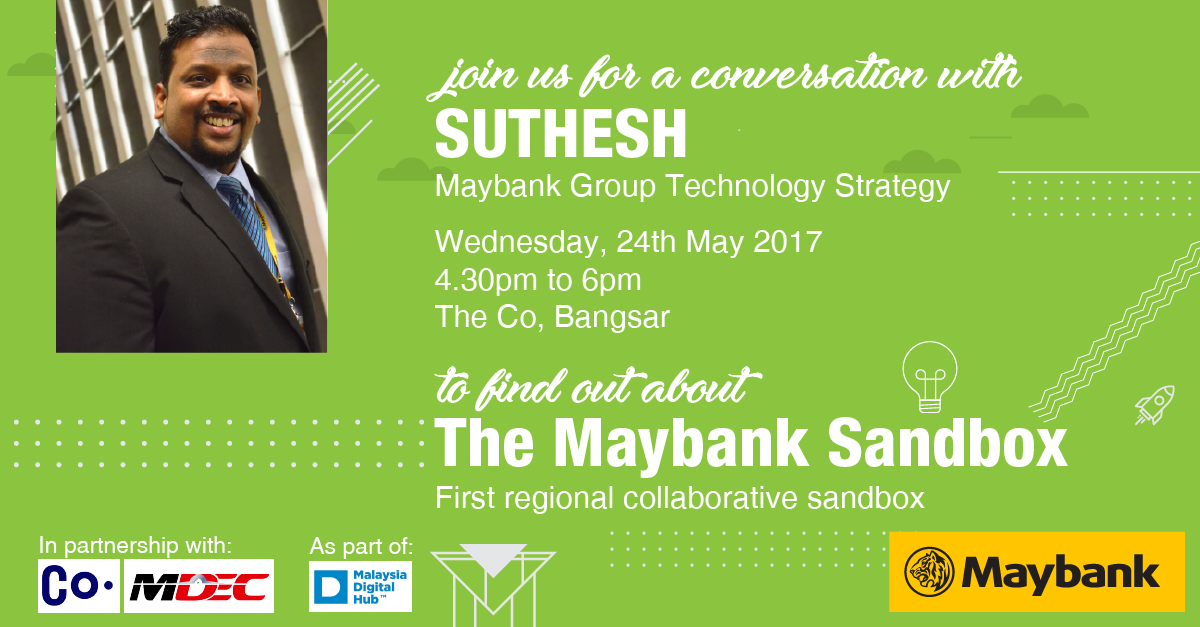 join us for a conversation with
SUTHESH
Maybank Group Technology Strategy
Wednesday, 24th May 2017
4.30pm to 6pm
The Co, Bangsar
to find out about
The Maybank Sandbox
First regional collaborative sandbox
In partnership with:
CO·
MDEC
As part of:
Malaysia
Digital
Hub™
Maybank